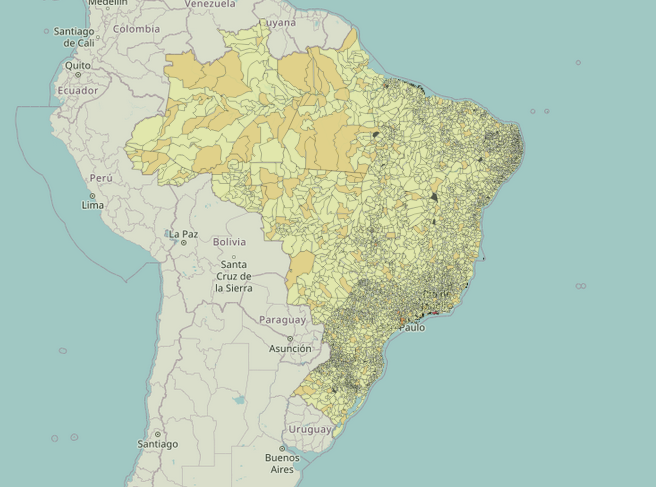 Medellín
Venezuela
Guyana
Santiago
de Cali
Colombia
Quito
Ecuador
Perú
Lima
La Paz
Bolivia
Santa
Cruz de
la Sierra
Paraguay
Paulo
Asunción
Uruguay
Santiago
Buenos
Aires